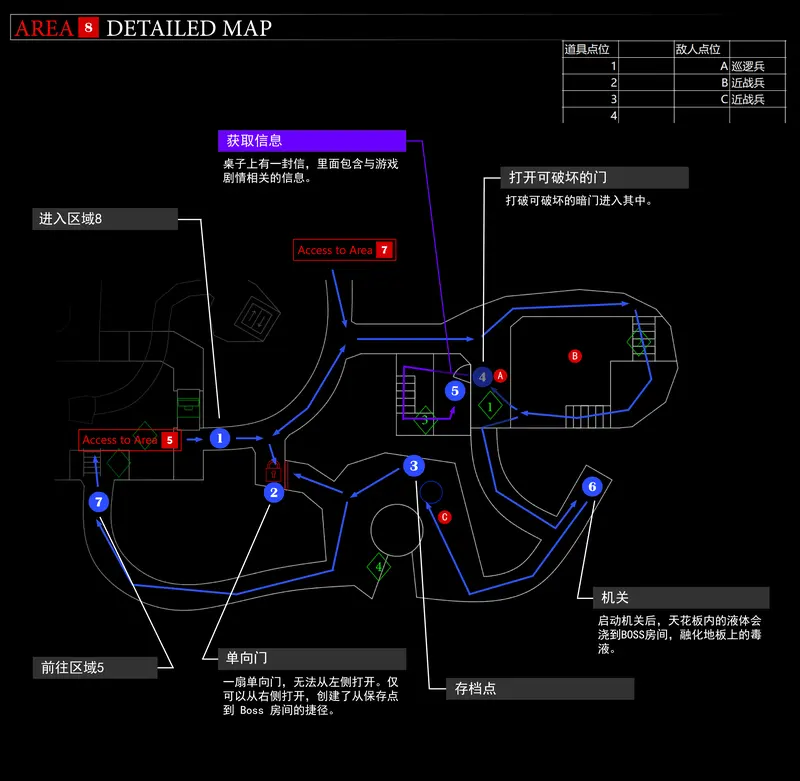 AREA 8 DETAILED MAP
道具点位 敌人点位
1 A 巡逻兵
2 B 近战兵
3 C 近战兵
4
获取信息
桌子上有一封信，里面包含与游戏
剧情相关的信息。
打开可破坏的门
打破可破坏的暗门进入其中。
进入区域8
Access to Area 7
B
4 A
5
1
3
Access to Area 5
1
3
2
6
7
C
4
机关
启动机关后，天花板内的液体会
浇到BOSS房间，融化地板上的毒
液。
单向门
一扇单向门，无法从左侧打开。仅
可以从右侧打开，创建了从保存点
到 Boss 房间的捷径。
前往区域5
存档点